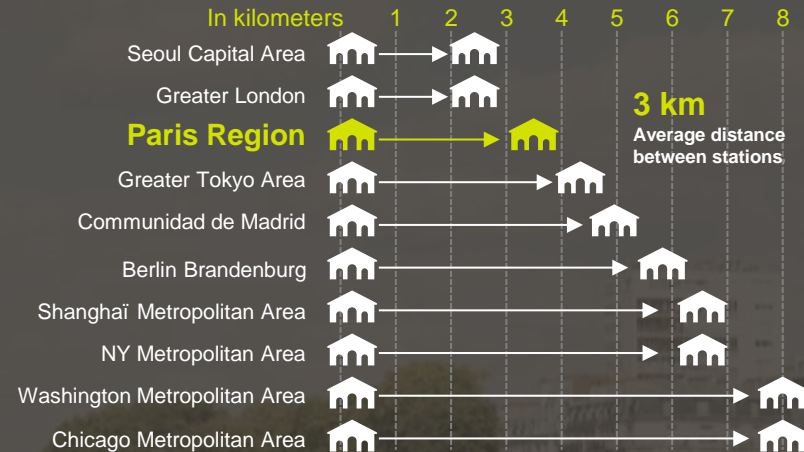 In kilometers 1 2 3 4 5 6 7 8
Seoul Capital Area
Greater London
Paris Region
3 km
Average distance
between stations
Greater Tokyo Area
Communidad de Madrid
Berlin Brandenburg
Shanghaï Metropolitan Area
NY Metropolitan Area
Washington Metropolitan Area
Chicago Metropolitan Area